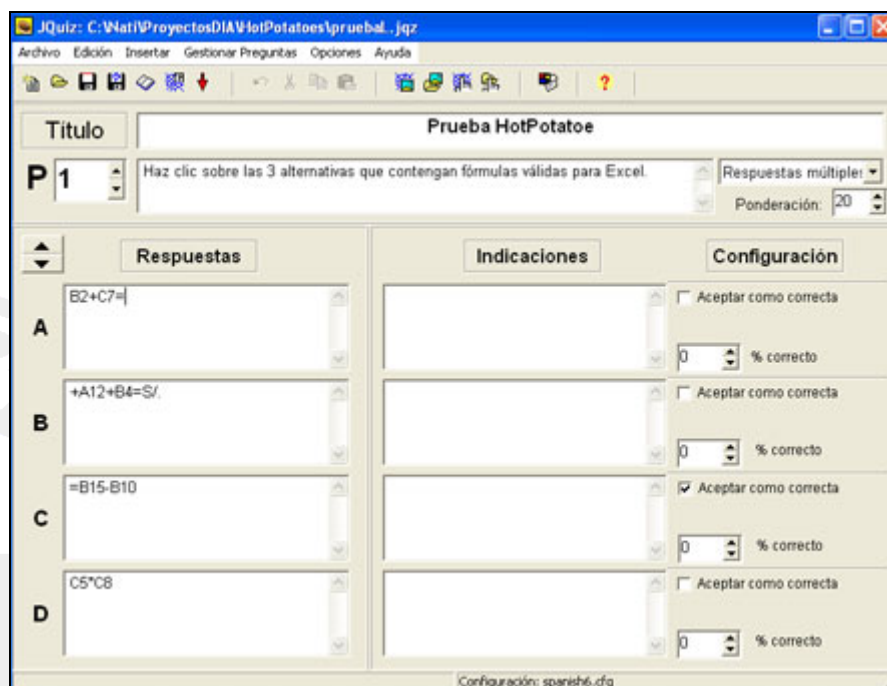 JQuiz: C:\Nati\ProyectosDIA\HotPotatoes\prueba1..jqz
Archivo Edición Insertar Gestionar Preguntas Opciones Ayuda
Título Prueba HotPotatoe
P 1 Haz clic sobre las 3 alternativas que contengan fórmulas válidas para Excel. Respuestas múltiples
Ponderación: 20
Respuestas Indicaciones Configuración
A B2+C7= Aceptar como correcta
0 % correcto
B +A12+B4=S/. Aceptar como correcta
0 % correcto
C =B15-B10 Aceptar como correcta
0 % correcto
D C5*C8 Aceptar como correcta
0 % correcto
Configuración: spanish6.cfg